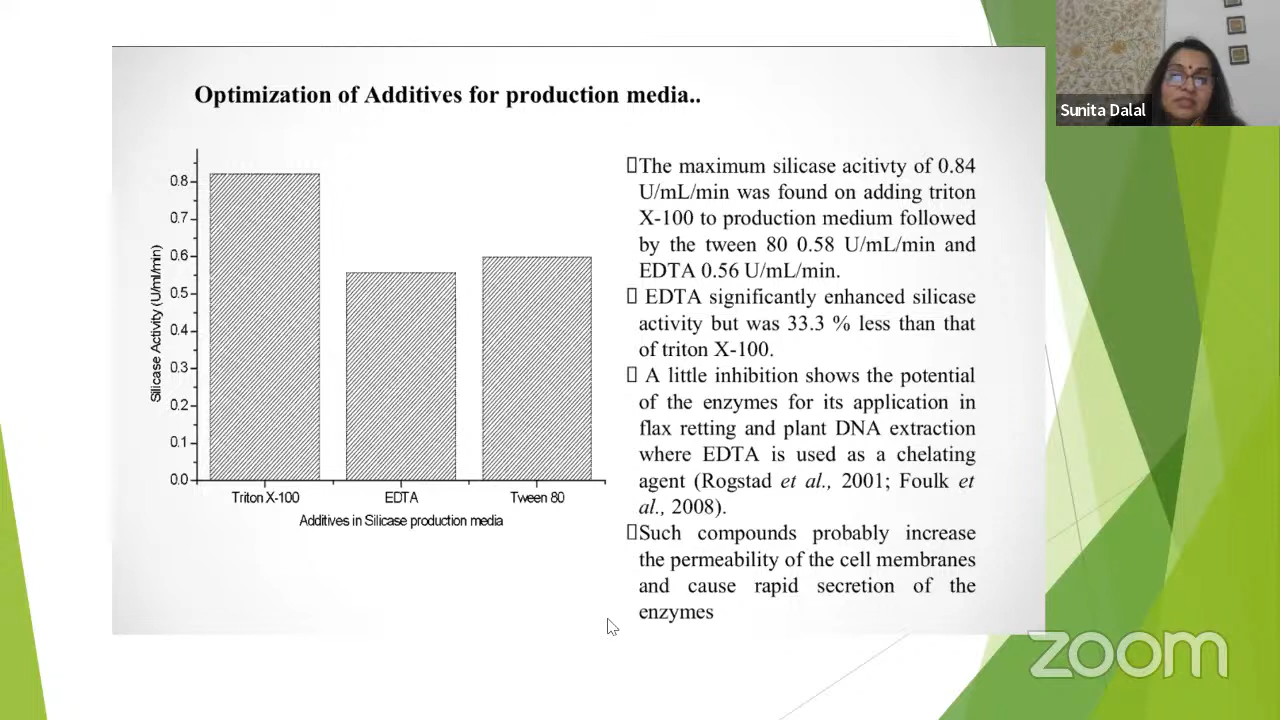 Optimization of Additives for production media..
Sunita Dalal
Silicase Activity (U/ml/min)
0.8
0.7
0.6
0.5
0.4
0.3
0.2
0.1
0.0
Triton X-100 EDTA Tween 80
Additives in Silicase production media
The maximum silicase acitivty of 0.84
U/mL/min was found on adding triton
X-100 to production medium followed
by the tween 80 0.58 U/mL/min and
EDTA 0.56 U/mL/min.
EDTA significantly enhanced silicase
activity but was 33.3 % less than that
of triton X-100.
A little inhibition shows the potential
of the enzymes for its application in
flax retting and plant DNA extraction
where EDTA is used as a chelating
agent (Rogstad et al., 2001; Foulk et
al., 2008).
Such compounds probably increase
the permeability of the cell membranes
and cause rapid secretion of the
enzymes
zoom